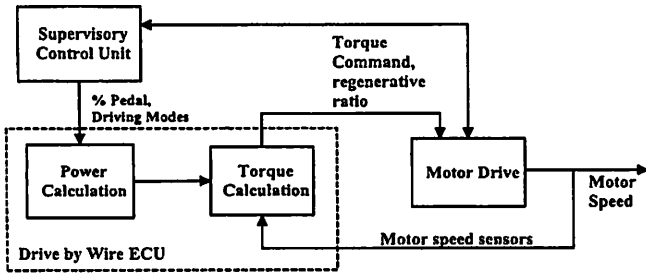 Supervisory
Control Unit
Torque
Command,
regenerative
ratio
% Pedal,
Driving Modes
Power
Calculation
Torque
Calculation
Motor Drive
Motor
Speed
Motor speed sensors
Drive by Wire ECU